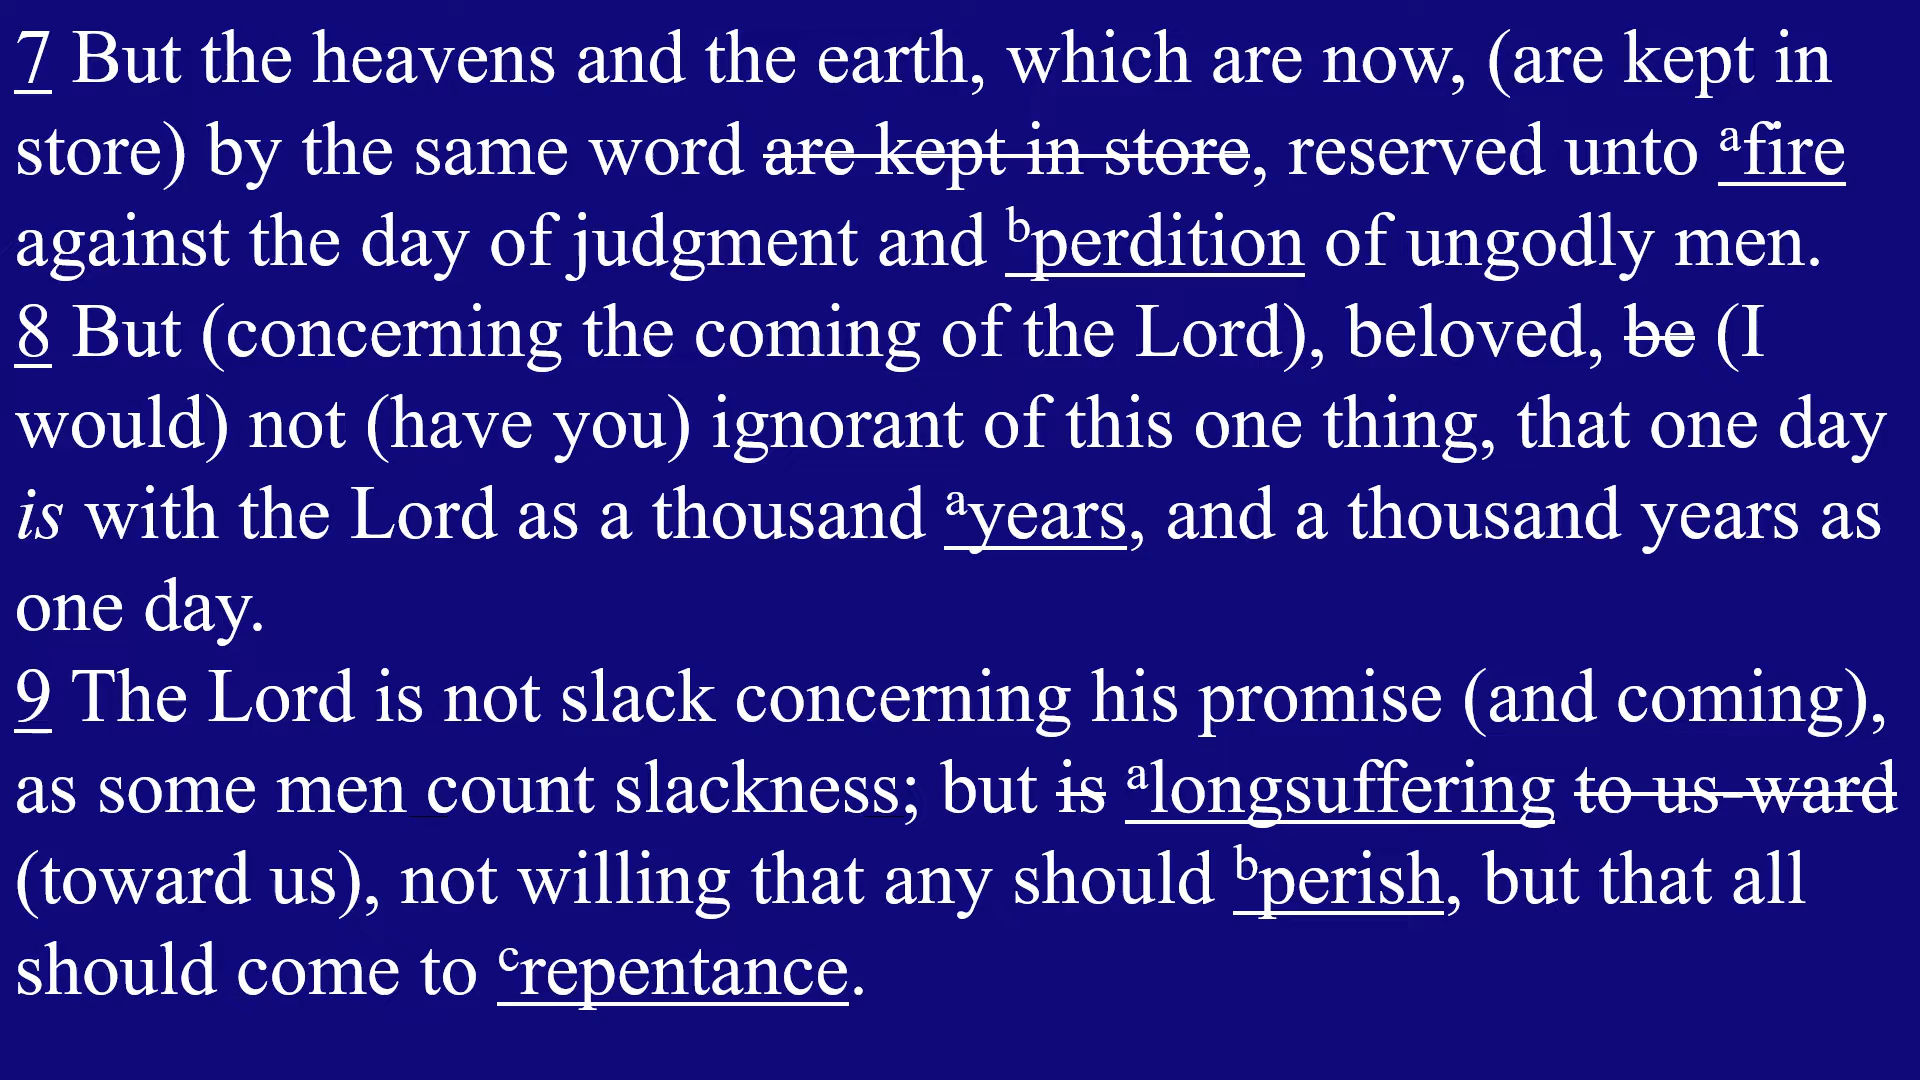 7 But the heavens and the earth, which are now, (are kept in
store) by the same word are kept in store, reserved unto ᵃfire
against the day of judgment and ᵇperdition of ungodly men.
8 But (concerning the coming of the Lord), beloved, be (I
would) not (have you) ignorant of this one thing, that one day
is with the Lord as a thousand ᵃyears, and a thousand years as
one day.
9 The Lord is not slack concerning his promise (and coming),
as some men count slackness; but is ᵃlongsuffering to us-ward
(toward us), not willing that any should ᵇperish, but that all
should come to ᶜrepentance.